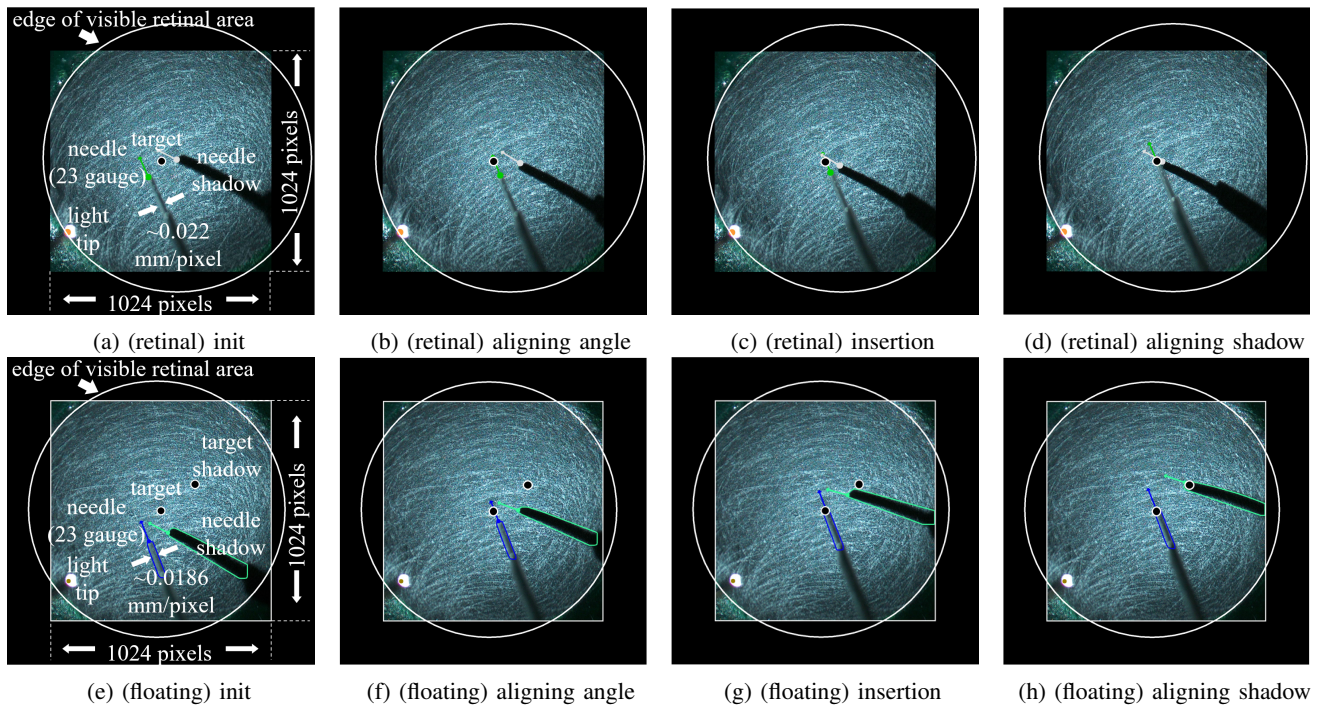 edge of visible retinal area
target
needle
(23 gauge)
needle
shadow
light
tip
~0.022
mm/pixel
1024 pixels
1024 pixels
(a) (retinal) init
(b) (retinal) aligning angle
(c) (retinal) insertion
(d) (retinal) aligning shadow
edge of visible retinal area
target
shadow
target
needle
(23 gauge)
needle
shadow
light
tip
~0.0186
mm/pixel
1024 pixels
1024 pixels
(e) (floating) init
(f) (floating) aligning angle
(g) (floating) insertion
(h) (floating) aligning shadow